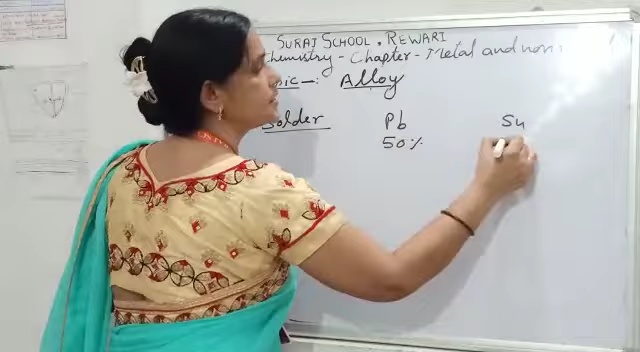 SURAJ SCHOOL, REWARI
Chemistry - Chapter - Metal and non
Topic -: Alloy
Solder Pb Sn
50%